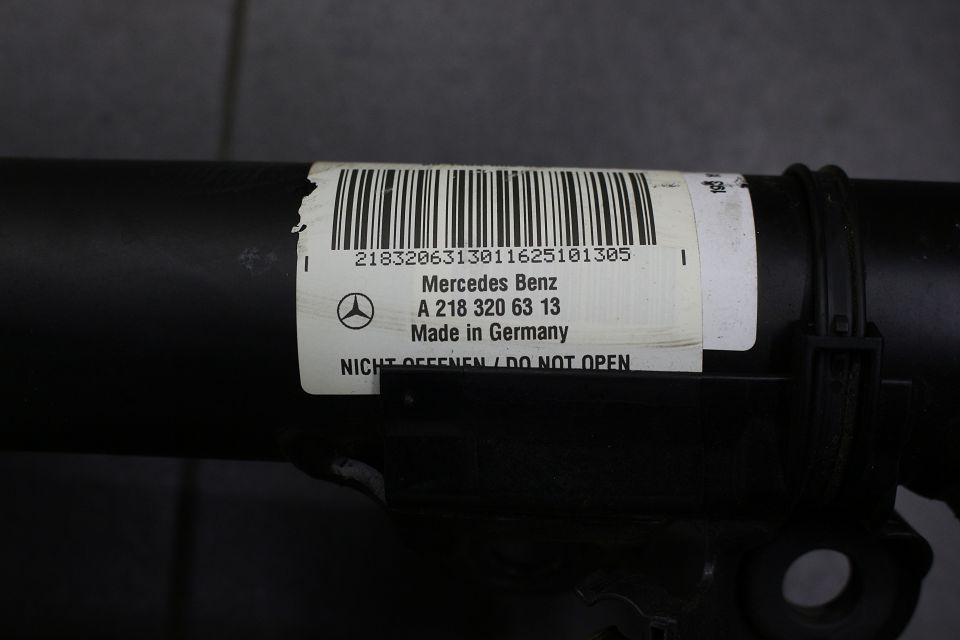 2183206313011625101305
Mercedes Benz
A 218 320 63 13
Made in Germany
NICHT OEFFENEN / DO NOT OPEN